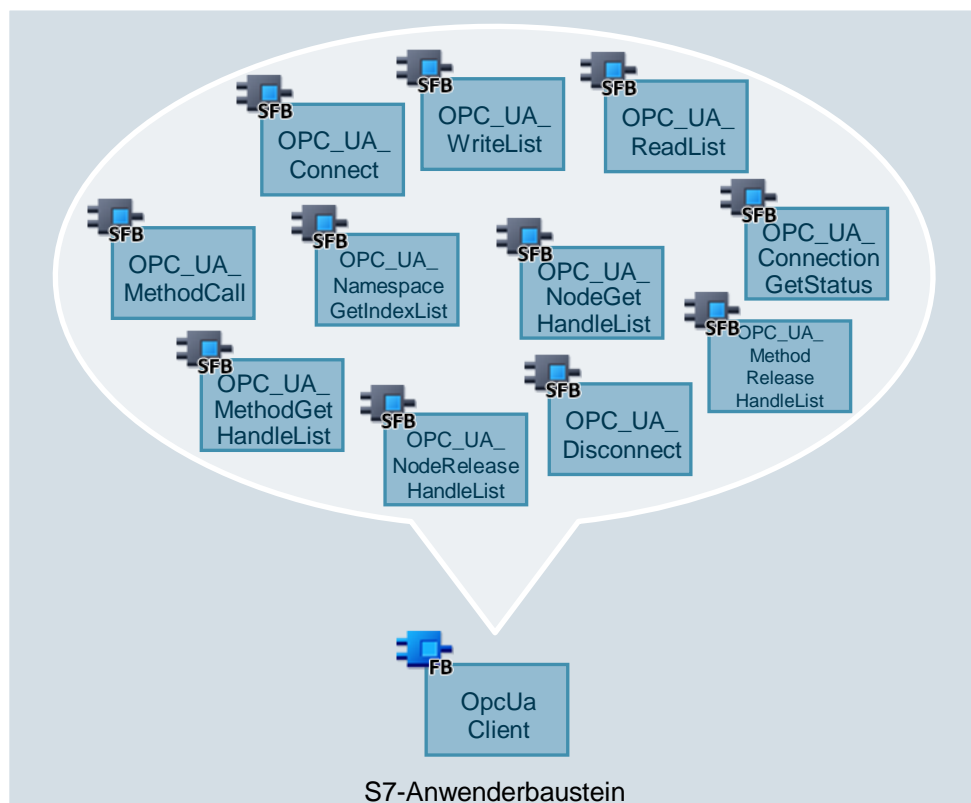 SFB
OPC_UA_
Connect
SFB
OPC_UA_
WriteList
SFB
OPC_UA_
ReadList
SFB
OPC_UA_
MethodCall
SFB
OPC_UA_
Namespace
GetIndexList
SFB
OPC_UA_
NodeGet
HandleList
SFB
OPC_UA_
Connection
GetStatus
SFB
OPC_UA_
MethodGet
HandleList
SFB
OPC_UA_
NodeRelease
HandleList
SFB
OPC_UA_
Disconnect
SFB
OPC_UA_
Method
Release
HandleList
FB
OpcUa
Client
S7-Anwenderbaustein